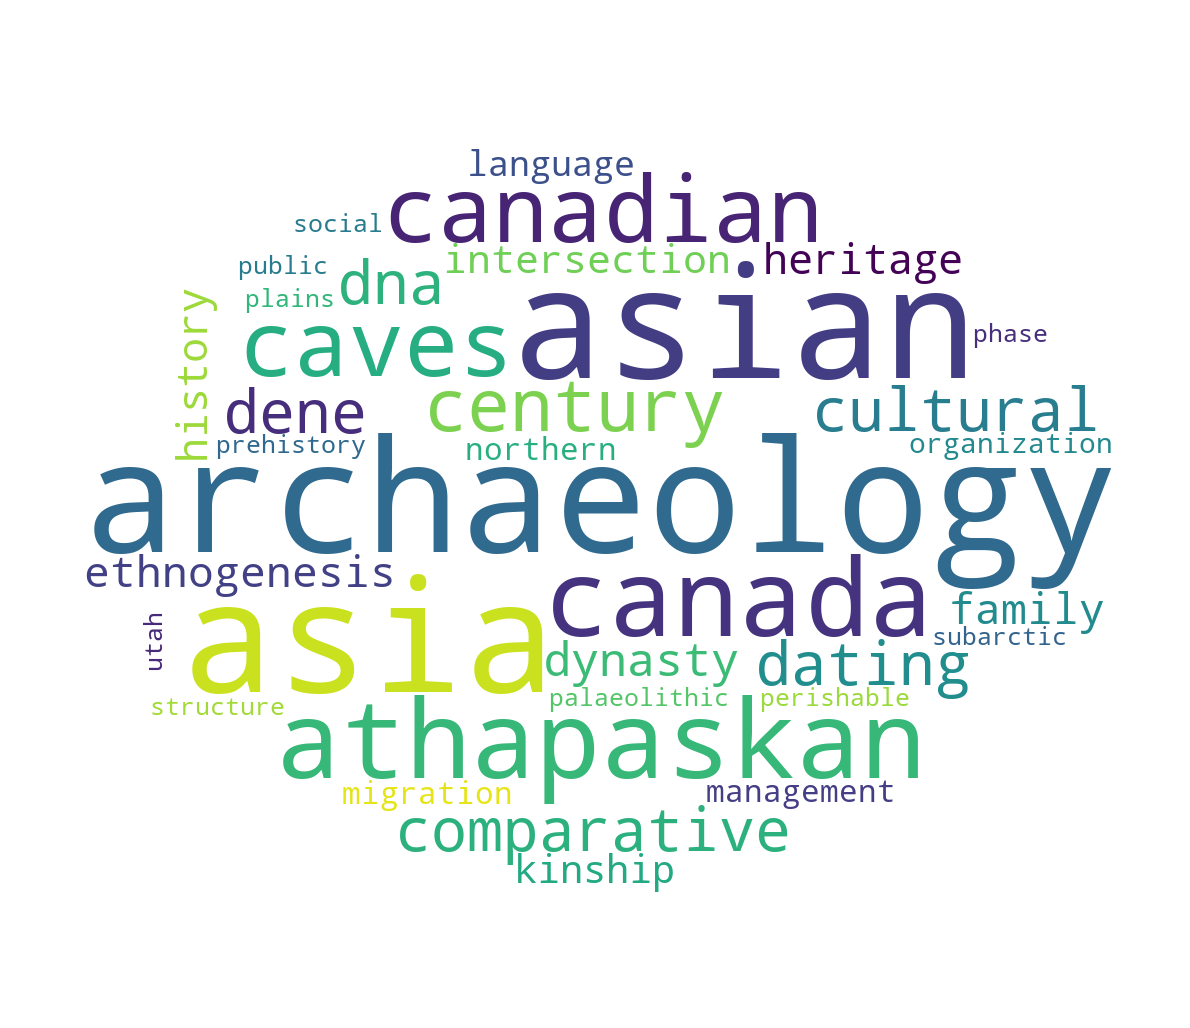 language
canadian
social
intersection
heritage
public
dna
plains
asian
history
caves
phase
century
dene
cultural
prehistory
northern
organization
archaeology
ethnogenesis
canada
asia
family
utah
subarctic
dynasty
dating
structure
palaeolithic
perishable
athapaskan
migration
management
comparative
kinship